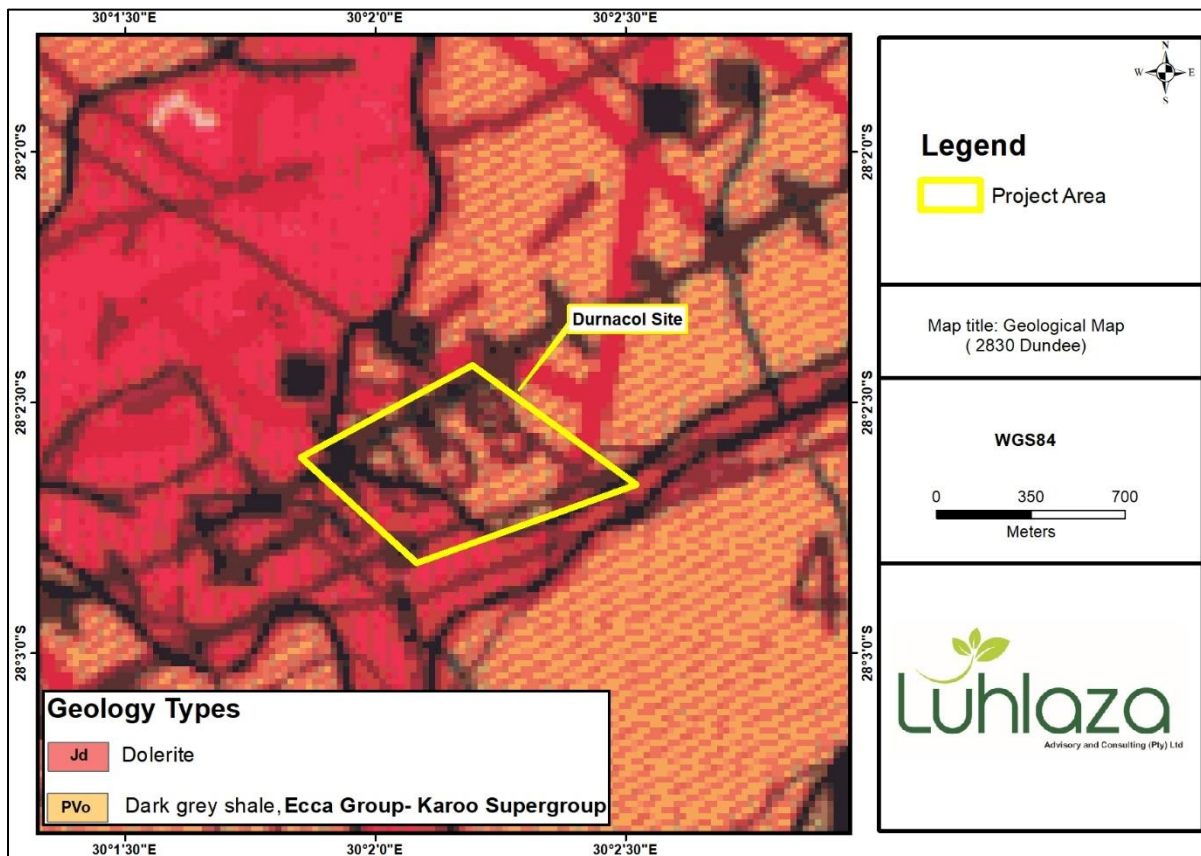 30°1'30"E 30°2'0"E 30°2'30"E
28°2'0"S
28°2'30"S
28°3'0"S
28°2'0"S
28°2'30"S
28°3'0"S
Durnacol Site
4
Geology Types
Jd Dolerite
PVo Dark grey shale, Ecca Group- Karoo Supergroup
30°1'30"E 30°2'0"E 30°2'30"E
N
W E
S
Legend
Project Area
Map title: Geological Map
( 2830 Dundee)
WGS84
0 350 700
Meters
Luhlaza
Advisory and Consulting (Pty) Ltd